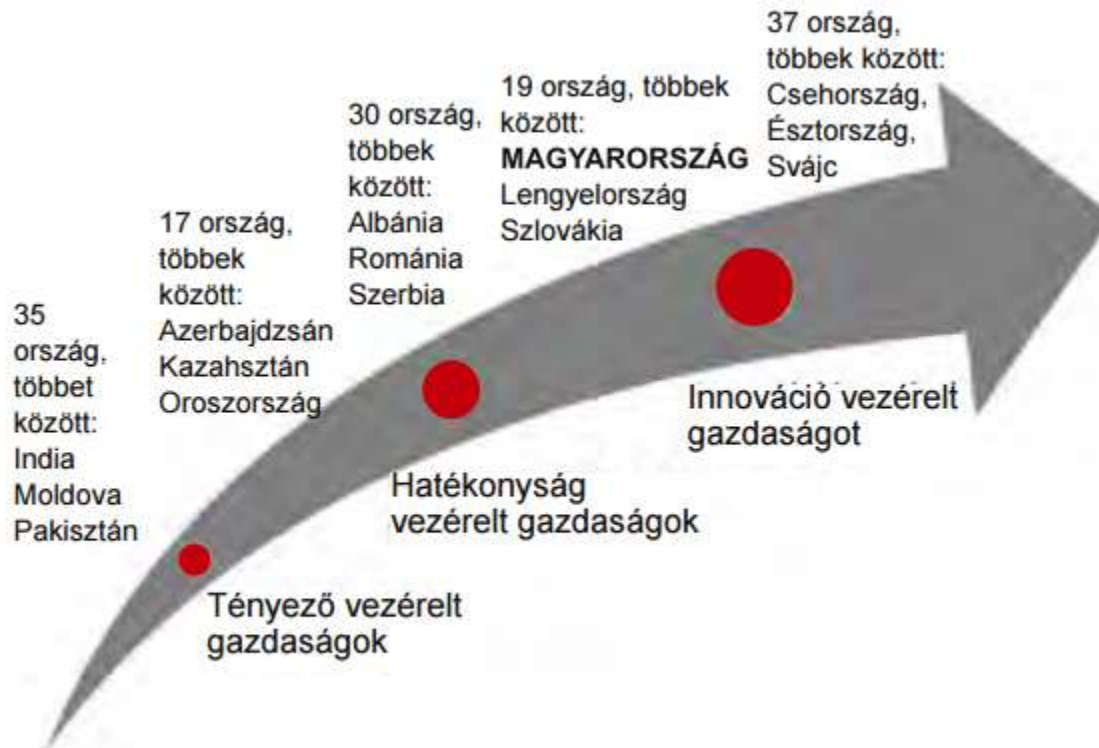 35
ország,
többet
között:
India
Moldova
Pakisztán
17 ország,
többek
között:
Azerbajdzsán
Kazahsztán
Oroszország
30 ország,
többek
között:
Albánia
Románia
Szerbia
19 ország, többek
között:
MAGYARORSZÁG
Lengyelország
Szlovákia
37 ország,
többek között:
Csehország,
Észtország,
Svájc
Tényező vezérelt
gazdaságok
Hatékonyság
vezérelt gazdaságok
Innováció vezérelt
gazdaságot